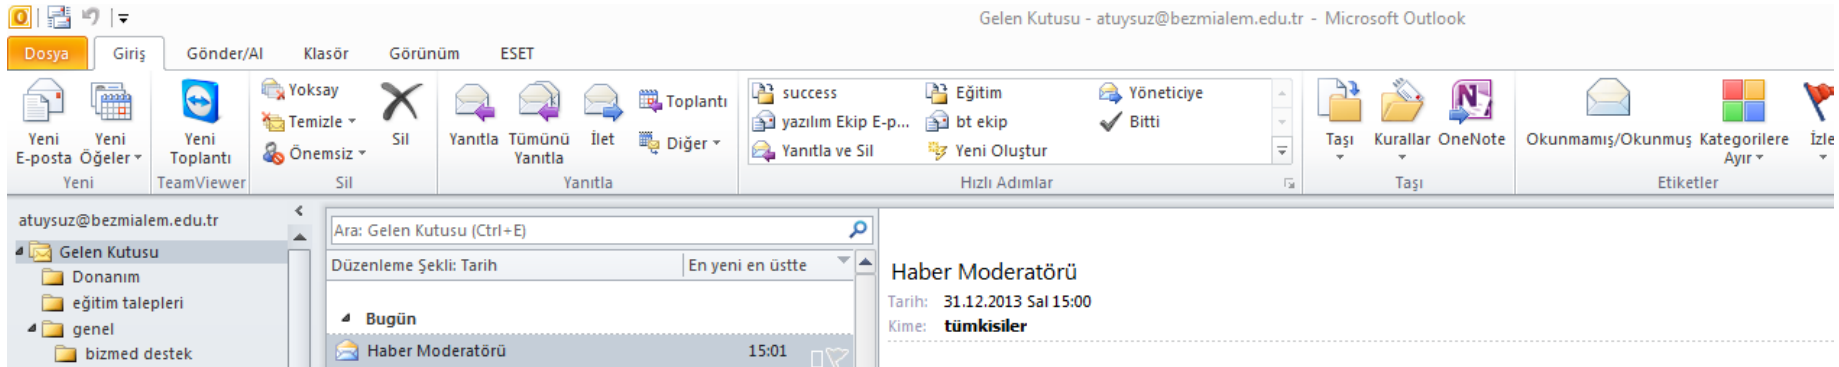 Gelen Kutusu - atuysuz@bezmialem.edu.tr - Microsoft Outlook
Dosya Giriş Gönder/Al Klasör Görünüm ESET
Yeni E-posta
Yeni Öğeler
Yeni
Yeni Toplantı
TeamViewer
Yoksay
Temizle
Önemsiz
Sil
Sil
Yanıtla
Tümünü Yanıtla
İlet
Toplantı
Diğer
Yanıtla
success
yazılım Ekip E-p...
Yanıtla ve Sil
Eğitim
bt ekip
Yeni Oluştur
Yöneticiye
Bitti
Hızlı Adımlar
Taşı
Kurallar
OneNote
Taşı
Okunmamış/Okunmuş
Kategorilere Ayır
İzle
Etiketler
atuysuz@bezmialem.edu.tr
Gelen Kutusu
Donanım
eğitim talepleri
genel
bizmed destek
Ara: Gelen Kutusu (Ctrl+E)
Düzenleme Şekli: Tarih En yeni en üstte
Bugün
Haber Moderatörü 15:01
Haber Moderatörü
Tarih: 31.12.2013 Sal 15:00
Kime: tümkisiler